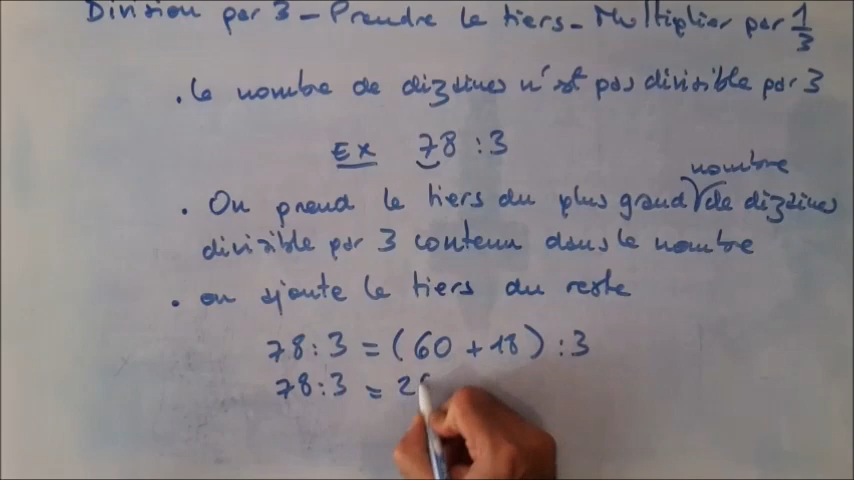 Division par 3 - Prendre le tiers - Multiplier par 1/3
. le nombre de dizaines n'est pas divisible par 3
Ex 78 : 3
nombre
. On prend le tiers du plus grand de dizaines
divisible par 3 contenu dans le nombre
. on ajoute le tiers du reste
78 : 3 = (60 + 18) : 3
78 : 3 = 2